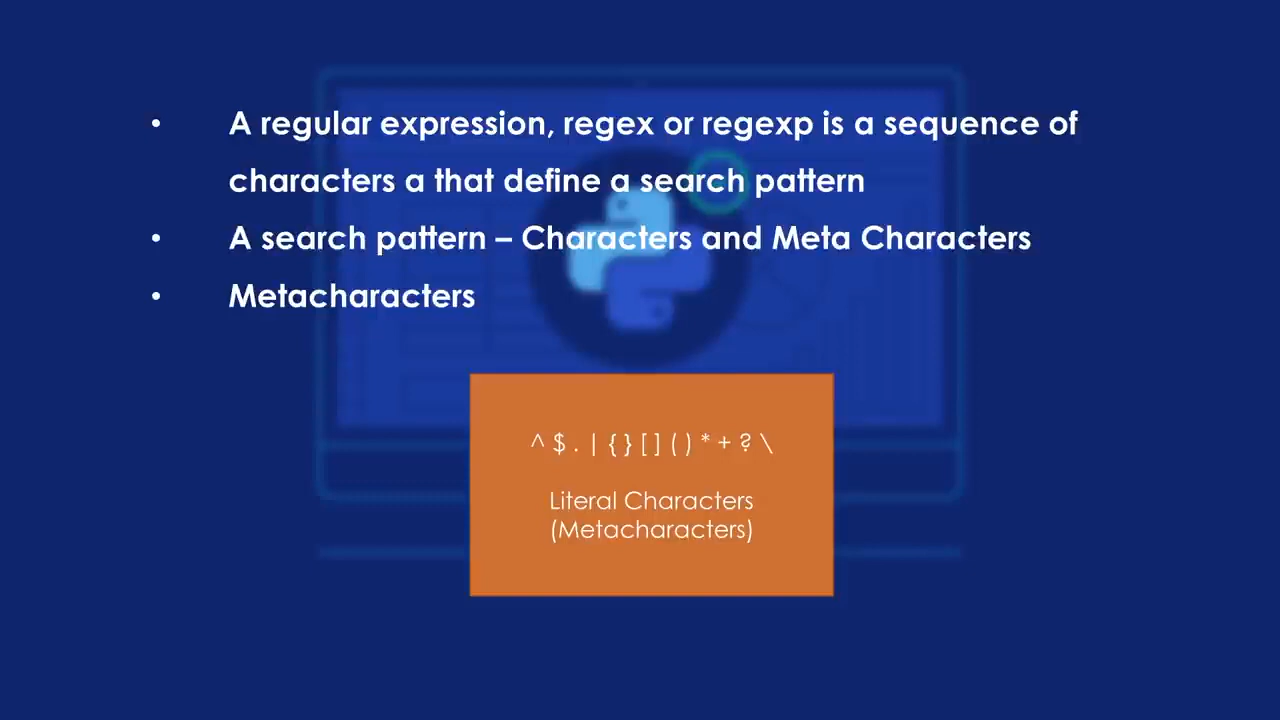 • A regular expression, regex or regexp is a sequence of
characters a that define a search pattern
• A search pattern – Characters and Meta Characters
• Metacharacters
^ $ . | { } [ ] ( ) * + ? \
Literal Characters
(Metacharacters)